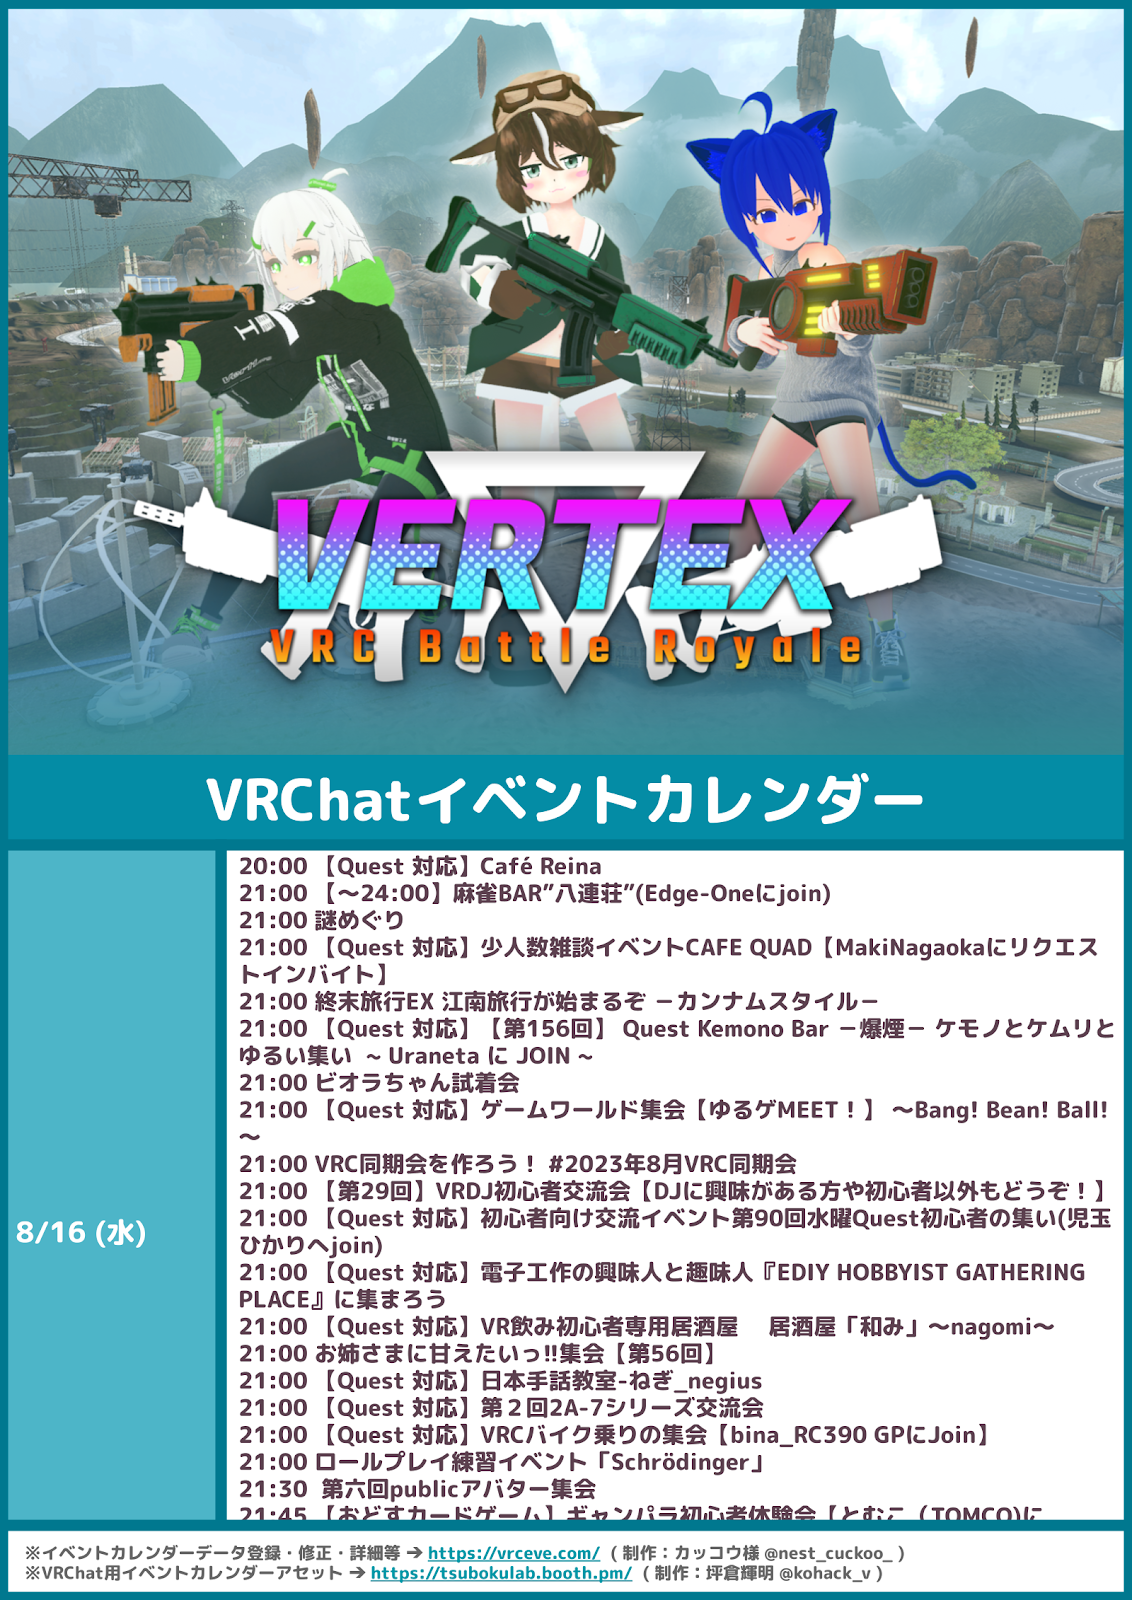 VERTEX
VRC Battle Royale
VRChatイベントカレンダー
8/16 (水)
20:00 【Quest 対応】Café Reina
21:00 【～24:00】麻雀BAR”八連荘”(Edge-Oneにjoin)
21:00 謎めぐり
21:00 【Quest 対応】少人数雑談イベントCAFE QUAD【MakiNagaokaにリクエス
トインバイト】
21:00 終末旅行EX 江南旅行が始まるぞ －カンナムスタイル－
21:00 【Quest 対応】【第156回】 Quest Kemono Bar －爆煙－ ケモノとケムリと
ゆるい集い ~ Uraneta に JOIN ~
21:00 ビオラちゃん試着会
21:00 【Quest 対応】ゲームワールド集会【ゆるゲMEET！】 ～Bang! Bean! Ball!
～
21:00 VRC同期会を作ろう！ #2023年8月VRC同期会
21:00 【第29回】VRDJ初心者交流会【DJに興味がある方や初心者以外もどうぞ！】
21:00 【Quest 対応】初心者向け交流イベント第90回水曜Quest初心者の集い(児玉
ひかりへjoin)
21:00 【Quest 対応】電子工作の興味人と趣味人『EDIY HOBBYIST GATHERING
PLACE』に集まろう
21:00 【Quest 対応】VR飲み初心者専用居酒屋　居酒屋「和み」～nagomi～
21:00 お姉さまに甘えたいっ!!集会【第56回】
21:00 【Quest 対応】日本手話教室-ねぎ_negius
21:00 【Quest 対応】第２回2A-7シリーズ交流会
21:00 【Quest 対応】VRCバイク乗りの集会【bina_RC390 GPにJoin】
21:00 ロールプレイ練習イベント「Schrödinger」
21:30 第六回publicアバター集会
21:45 【おどすカードゲーム】ギャンパラ初心者体験会【とむこ（TOMCO)に
※イベントカレンダーデータ登録・修正・詳細等 ➔ https://vrceve.com/ ( 制作：カッコウ様 @nest_cuckoo_ )
※VRChat用イベントカレンダーアセット ➔ https://tsubokulab.booth.pm/ ( 制作：坪倉輝明 @kohack_v )